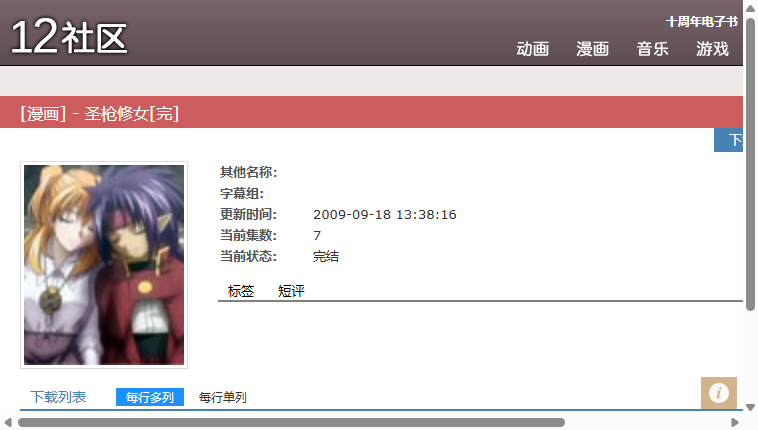 12社区
十周年电子书
动画 漫画 音乐 游戏
[漫画] - 圣枪修女[完]
其他名称:
字幕组:
更新时间: 2009-09-18 13:38:16
当前集数: 7
当前状态: 完结
标签 短评
下载列表 每行多列 每行单列